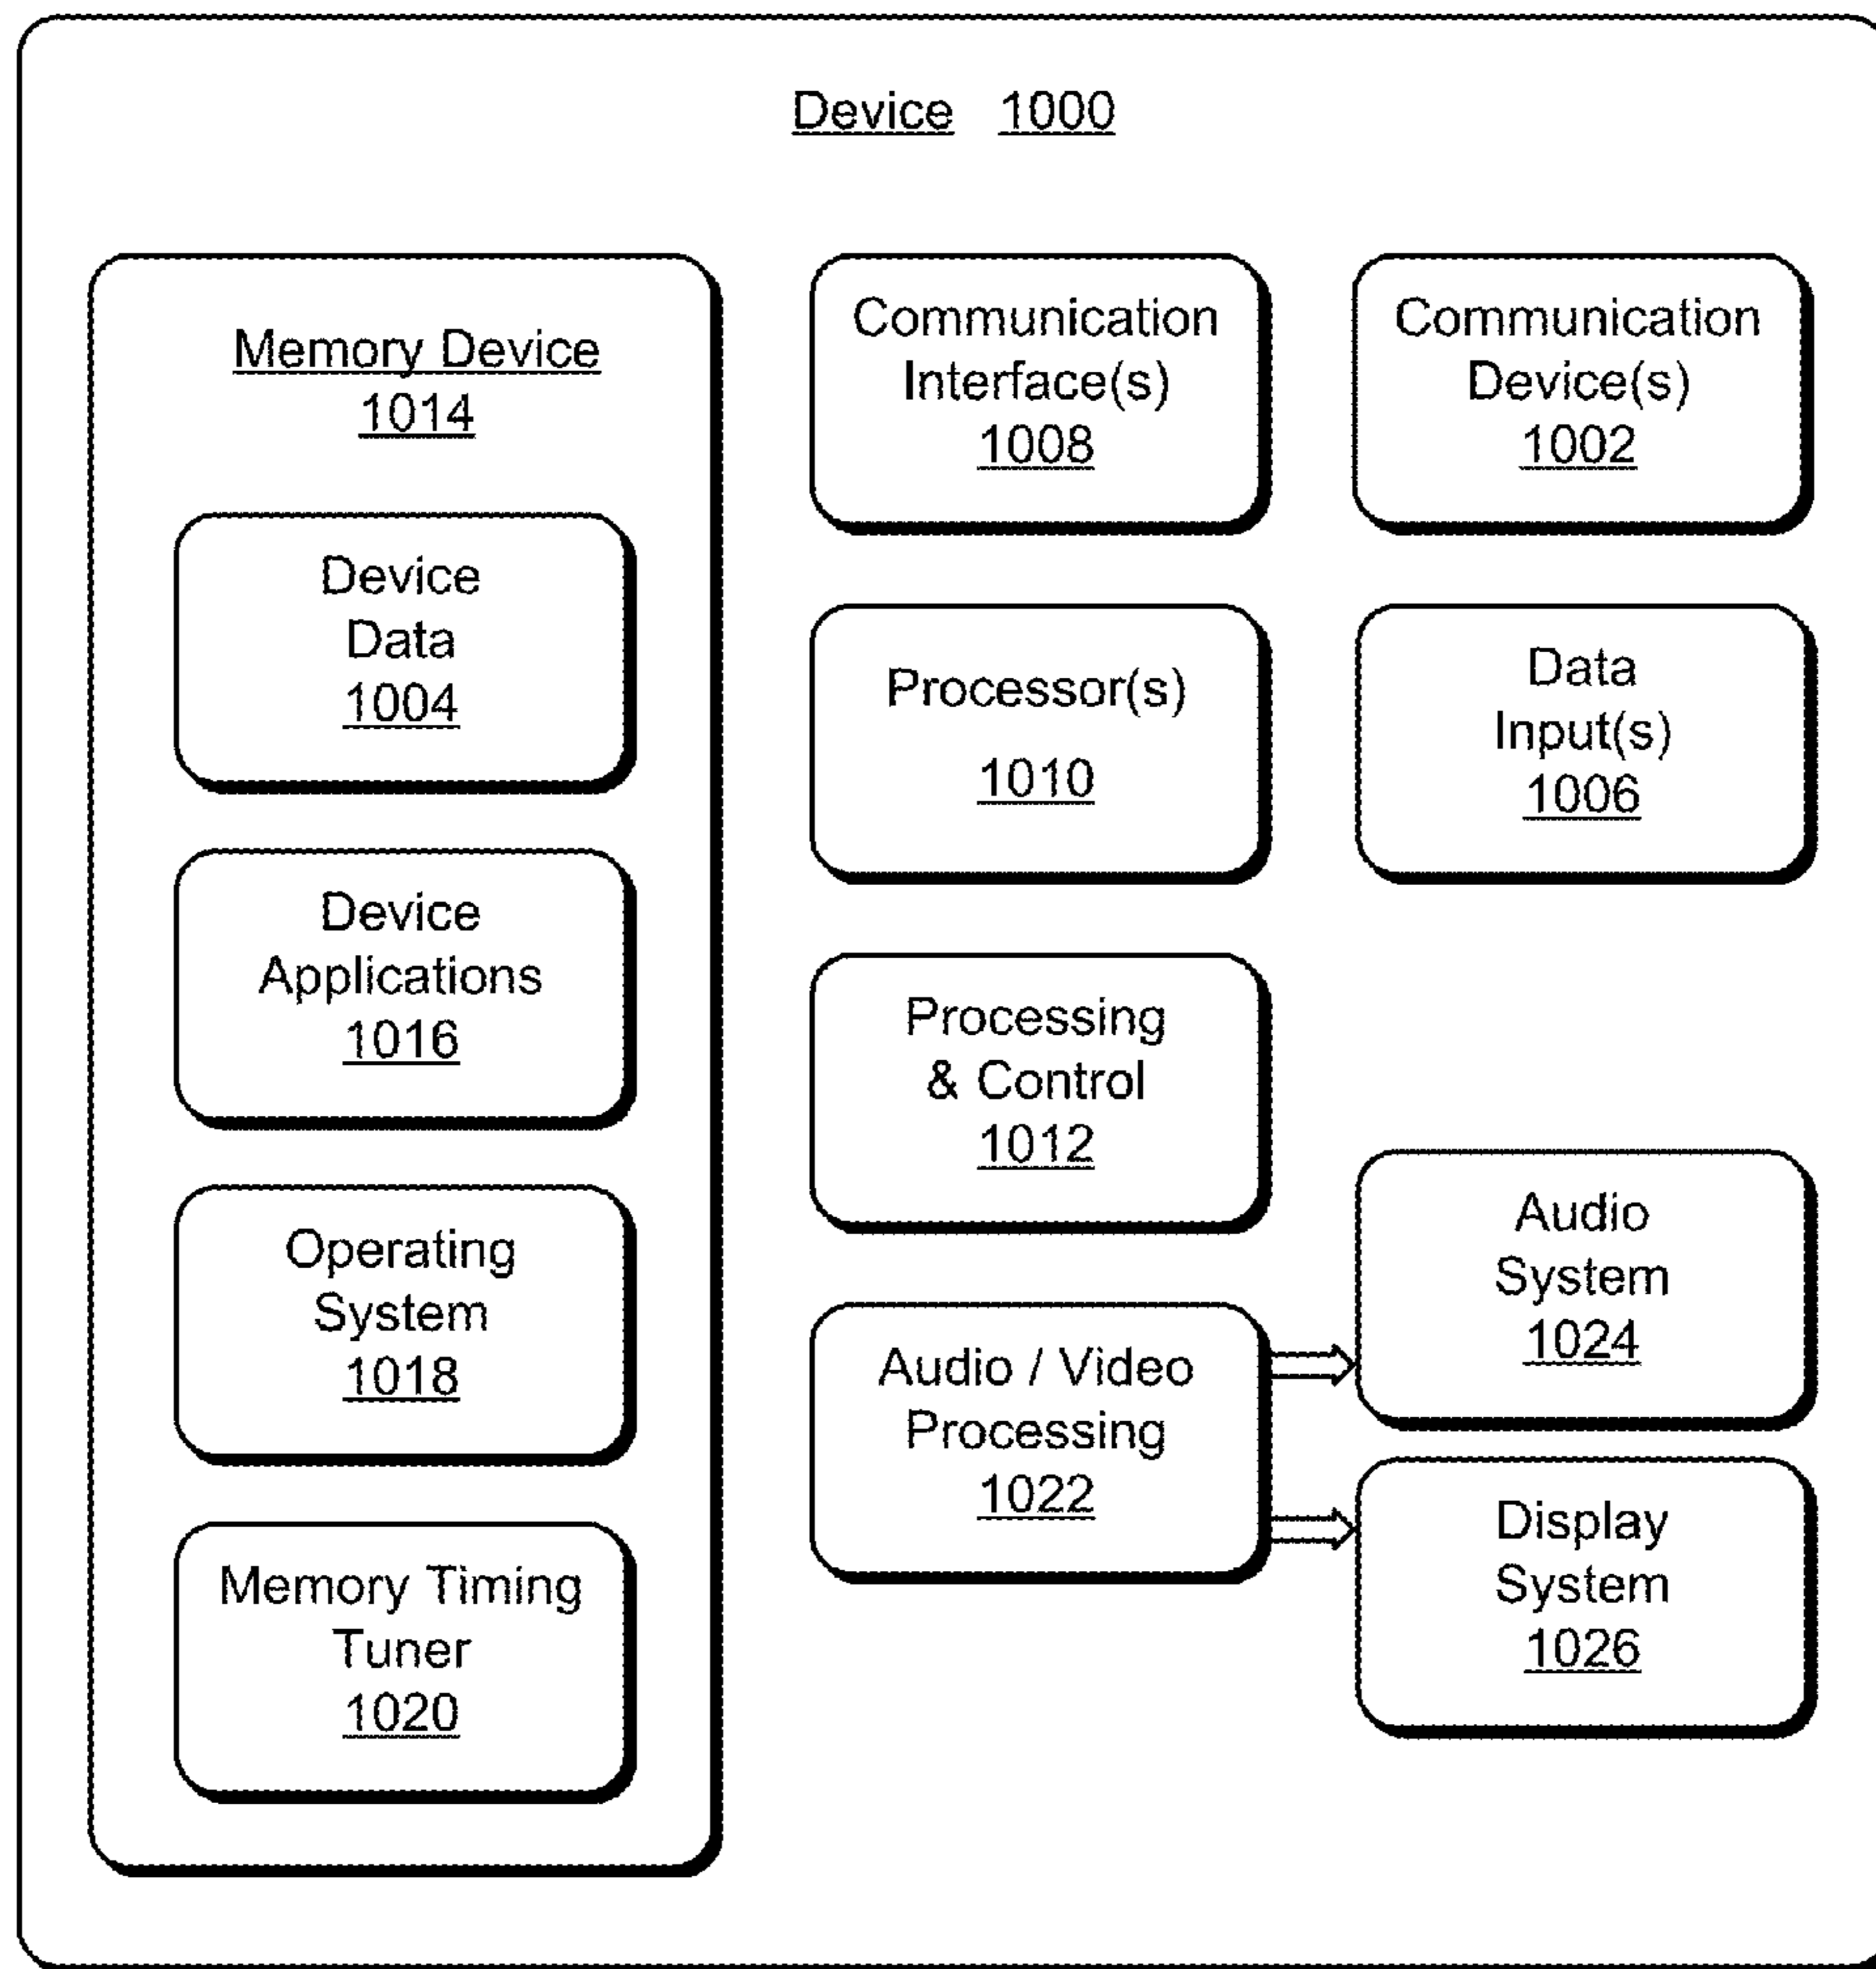 Device 1000
Memory Device
1014
Device
Data
1004
Device
Applications
1016
Operating
System
1018
Memory Timing
Tuner
1020
Communication
Interface(s)
1008
Processor(s)
1010
Processing
& Control
1012
Audio / Video
Processing
1022
Communication
Device(s)
1002
Data
Input(s)
1006
Audio
System
1024
Display
System
1026